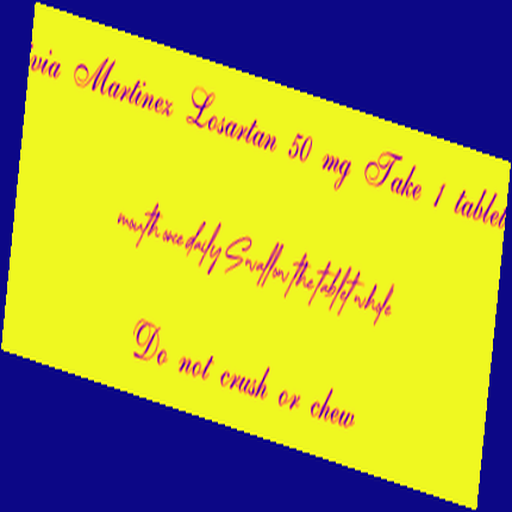 Martinez Losartan 50 mg Take 1 tablet
mouth once daily Swallow the tablet whole
Do not crush or chew